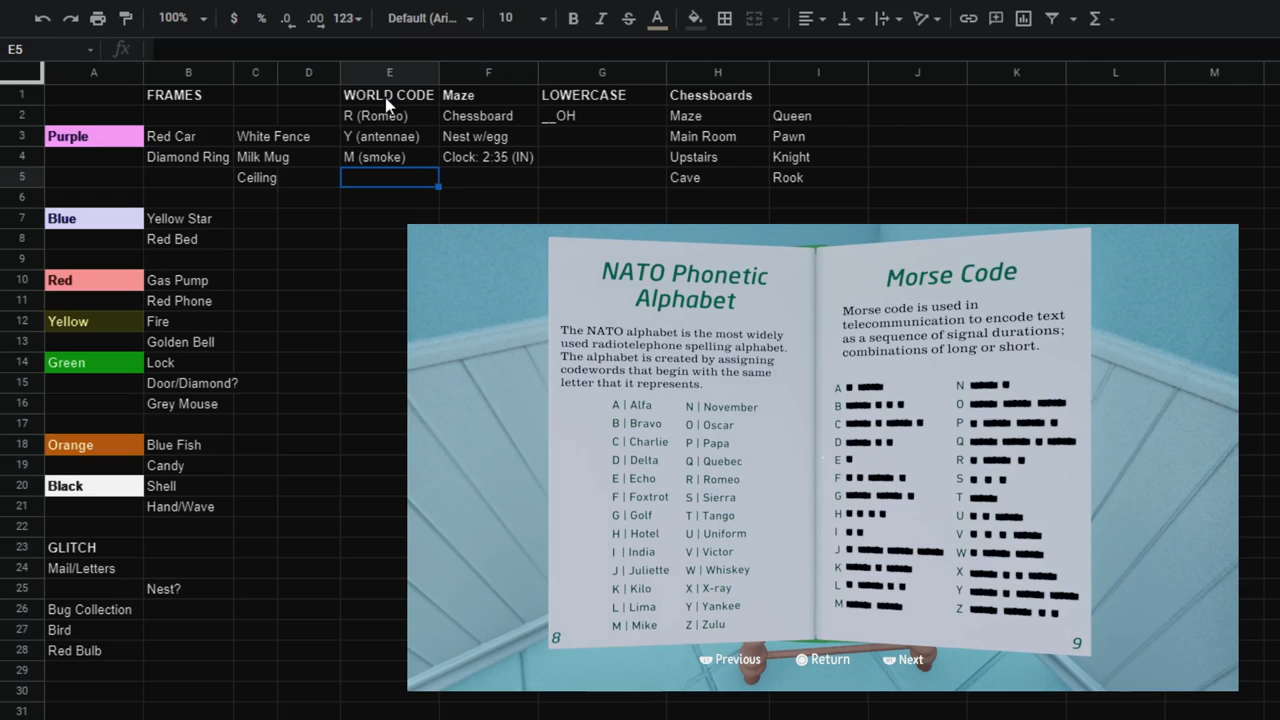 100% $ % .0 .00 123 Default (Ari... 10 B I S A
E5 fx
A B C D E F G H I J K L M
1 FRAMES WORLD CODE Maze LOWERCASE Chessboards
2 R (Romeo) Chessboard __OH Maze Queen
3 Purple Red Car White Fence Y (antennae) Nest w/egg Main Room Pawn
4 Diamond Ring Milk Mug M (smoke) Clock: 2:35 (IN) Upstairs Knight
5 Ceiling Cave Rook
6
7 Blue Yellow Star
8 Red Bed
9
10 Red Gas Pump
11 Red Phone
12 Yellow Fire
13 Golden Bell
14 Green Lock
15 Door/Diamond?
16 Grey Mouse
17
18 Orange Blue Fish
19 Candy
20 Black Shell
21 Hand/Wave
22
23 GLITCH
24 Mail/Letters
25 Nest?
26 Bug Collection
27 Bird
28 Red Bulb
29
30
31
NATO Phonetic
Alphabet
The NATO alphabet is the most widely
used radiotelephone spelling alphabet.
The alphabet is created by assigning
codewords that begin with the same
letter that it represents.
A | Alfa N | November
B | Bravo O | Oscar
C | Charlie P | Papa
D | Delta Q | Quebec
E | Echo R | Romeo
F | Foxtrot S | Sierra
G | Golf T | Tango
H | Hotel U | Uniform
I | India V | Victor
J | Juliette W | Whiskey
K | Kilo X | X-ray
L | Lima Y | Yankee
M | Mike Z | Zulu
8
Morse Code
Morse code is used in
telecommunication to encode text
as a sequence of signal durations;
combinations of long or short.
A N
B O
C P
D Q
E R
F S
G T
H U
I V
J W
K X
L Y
M Z
9
Previous Return Next